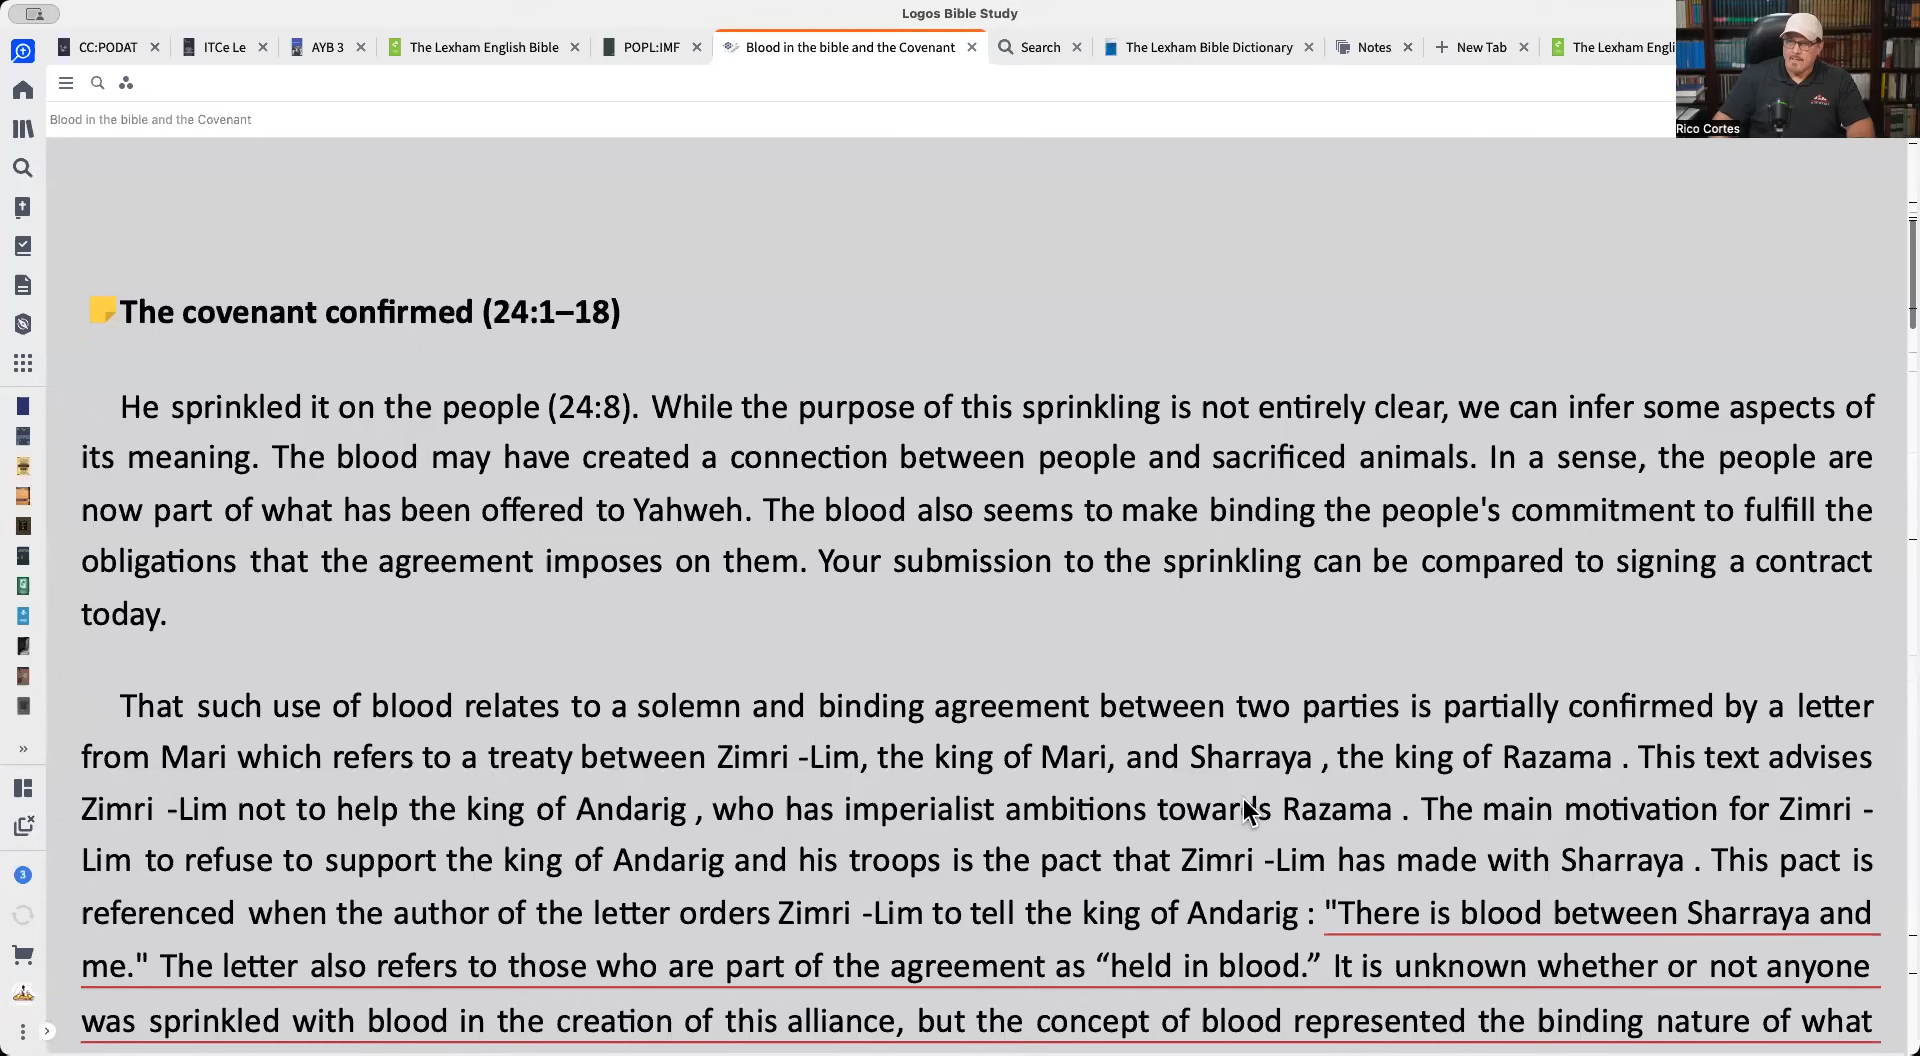 Logos Bible Study
CC:PODAT
ITCe Le
AYB 3
The Lexham English Bible
POPL:IMF
Blood in the bible and the Covenant
Search
The Lexham Bible Dictionary
Notes
New Tab
The Lexham Engli
Blood in the bible and the Covenant
Rico Cortes
The covenant confirmed (24:1–18)
He sprinkled it on the people (24:8). While the purpose of this sprinkling is not entirely clear, we can infer some aspects of
its meaning. The blood may have created a connection between people and sacrificed animals. In a sense, the people are
now part of what has been offered to Yahweh. The blood also seems to make binding the people's commitment to fulfill the
obligations that the agreement imposes on them. Your submission to the sprinkling can be compared to signing a contract
today.
That such use of blood relates to a solemn and binding agreement between two parties is partially confirmed by a letter
from Mari which refers to a treaty between Zimri -Lim, the king of Mari, and Sharraya , the king of Razama . This text advises
Zimri -Lim not to help the king of Andarig , who has imperialist ambitions towards Razama . The main motivation for Zimri -
Lim to refuse to support the king of Andarig and his troops is the pact that Zimri -Lim has made with Sharraya . This pact is
referenced when the author of the letter orders Zimri -Lim to tell the king of Andarig : "There is blood between Sharraya and
me." The letter also refers to those who are part of the agreement as “held in blood.” It is unknown whether or not anyone
was sprinkled with blood in the creation of this alliance, but the concept of blood represented the binding nature of what
3